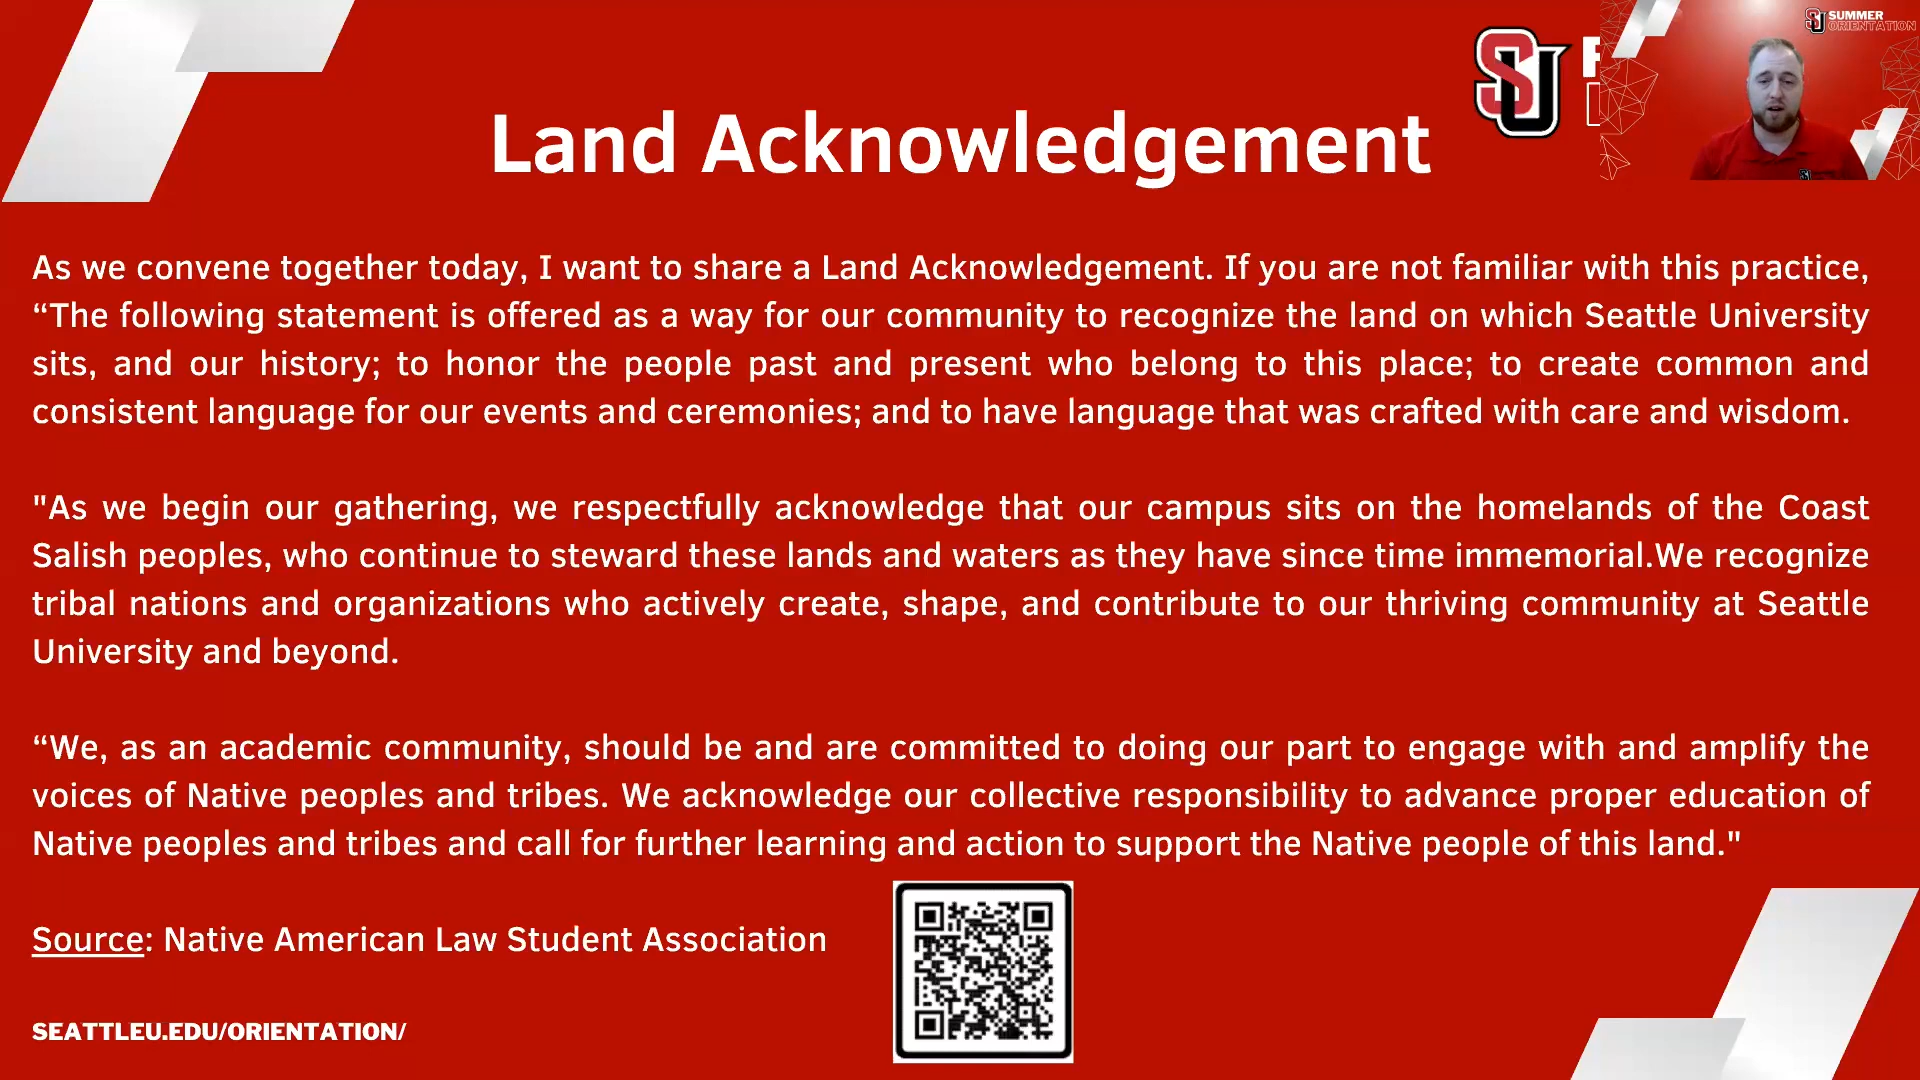 SU SUMMER
ORIENTATION
SU
Land Acknowledgement
As we convene together today, I want to share a Land Acknowledgement. If you are not familiar with this practice,
“The following statement is offered as a way for our community to recognize the land on which Seattle University
sits, and our history; to honor the people past and present who belong to this place; to create common and
consistent language for our events and ceremonies; and to have language that was crafted with care and wisdom.
"As we begin our gathering, we respectfully acknowledge that our campus sits on the homelands of the Coast
Salish peoples, who continue to steward these lands and waters as they have since time immemorial.We recognize
tribal nations and organizations who actively create, shape, and contribute to our thriving community at Seattle
University and beyond.
“We, as an academic community, should be and are committed to doing our part to engage with and amplify the
voices of Native peoples and tribes. We acknowledge our collective responsibility to advance proper education of
Native peoples and tribes and call for further learning and action to support the Native people of this land."
Source: Native American Law Student Association
SEATTLEU.EDU/ORIENTATION/